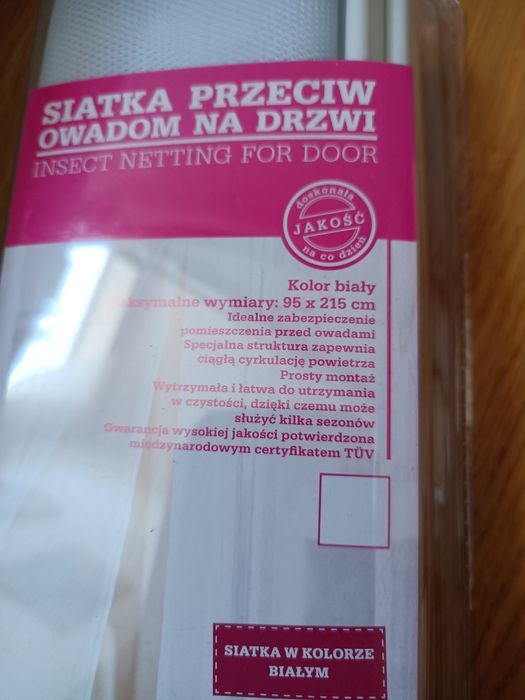 SIATKA PRZECIW
OWADOM NA DRZWI
INSECT NETTING FOR DOOR
doskonała
JAKOŚĆ
na co dzień
Kolor biały
Maksymalne wymiary: 95 x 215 cm
Idealne zabezpieczenie
pomieszczenia przed owadami
Specjalna struktura zapewnia
ciągłą cyrkulację powietrza
Prosty montaż
Wytrzymała i łatwa do utrzymania
w czystości, dzięki czemu może
służyć kilka sezonów
Gwarancja wysokiej jakości potwierdzona
międzynarodowym certyfikatem TÜV
SIATKA W KOLORZE
BIAŁYM